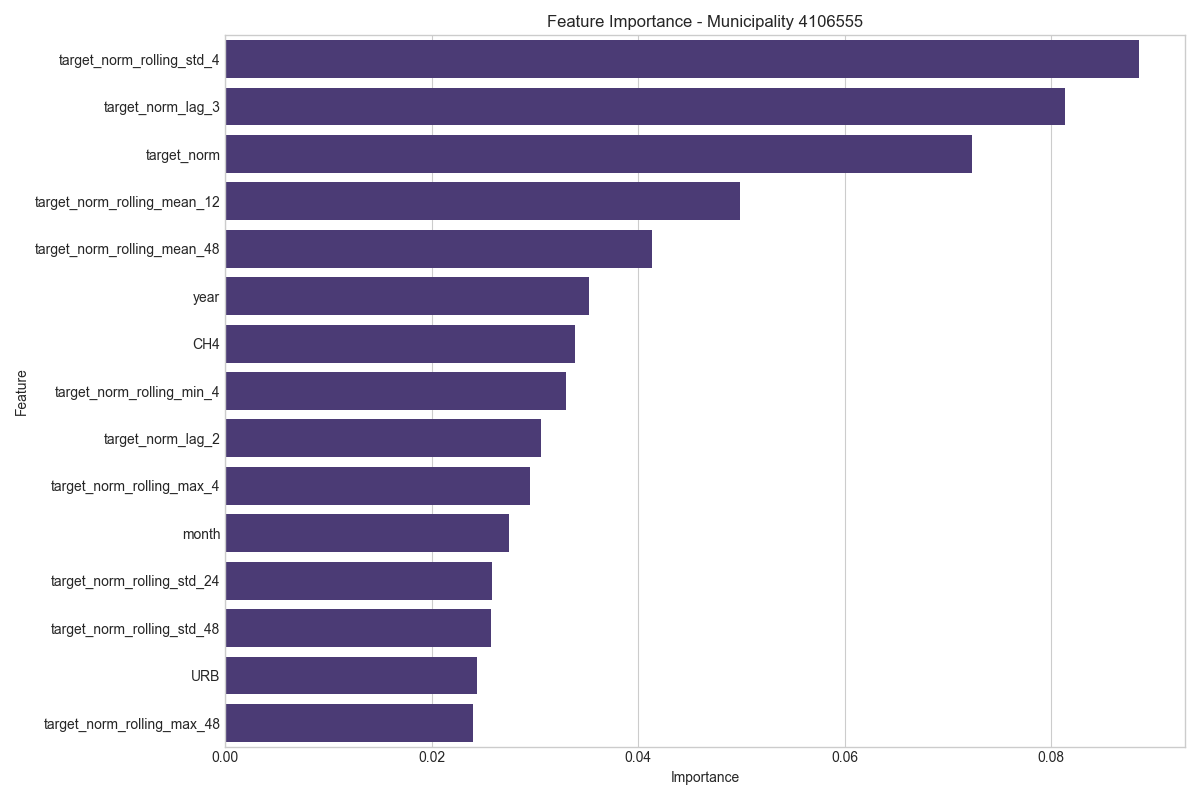 Feature Importance - Municipality 4106555
target_norm_rolling_std_4
target_norm_lag_3
target_norm
target_norm_rolling_mean_12
target_norm_rolling_mean_48
year
CH4
target_norm_rolling_min_4
target_norm_lag_2
target_norm_rolling_max_4
month
target_norm_rolling_std_24
target_norm_rolling_std_48
URB
target_norm_rolling_max_48
Feature
0.00 0.02 0.04 0.06 0.08
Importance